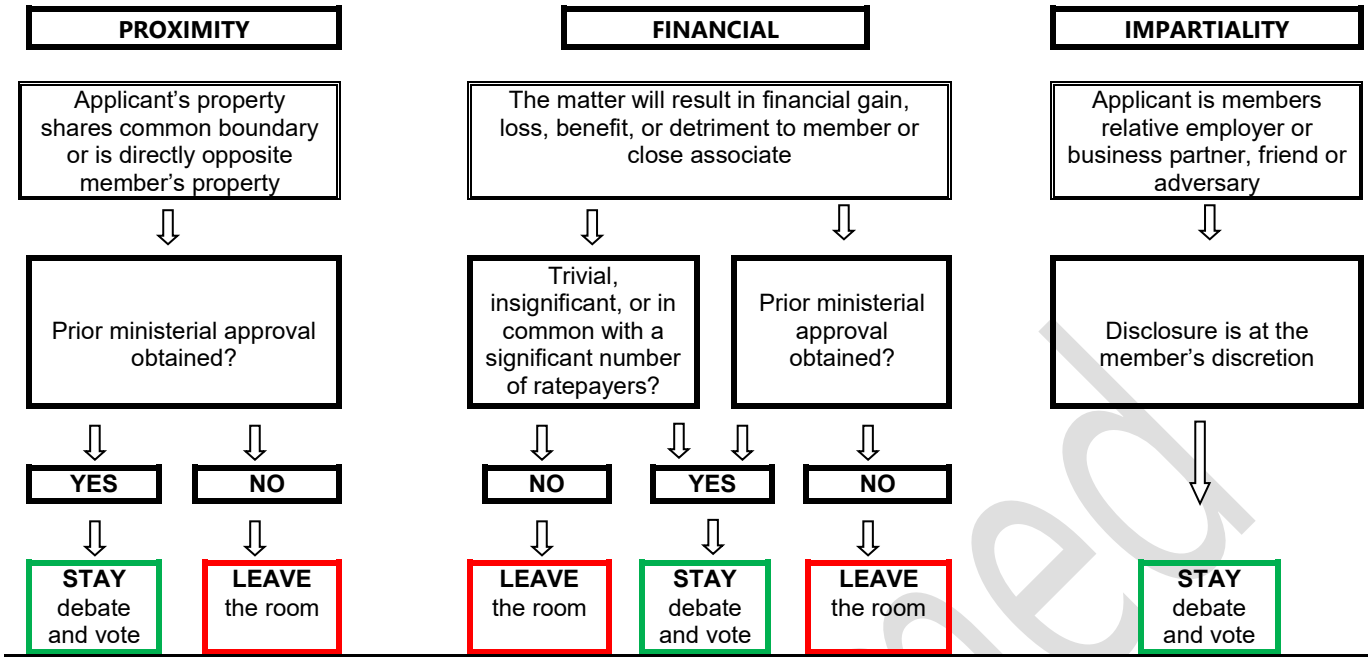 PROXIMITY
FINANCIAL
IMPARTIALITY
Applicant's property
shares common boundary
or is directly opposite
member's property
The matter will result in financial gain,
loss, benefit, or detriment to member or
close associate
Applicant is members
relative employer or
business partner, friend or
adversary
Prior ministerial approval
obtained?
Trivial,
insignificant, or in
common with a
significant number
of ratepayers?
Prior ministerial
approval
obtained?
Disclosure is at the
member's discretion
YES
NO
NO
YES
NO
STAY
debate
and vote
LEAVE
the room
LEAVE
the room
STAY
debate
and vote
LEAVE
the room
STAY
debate
and vote